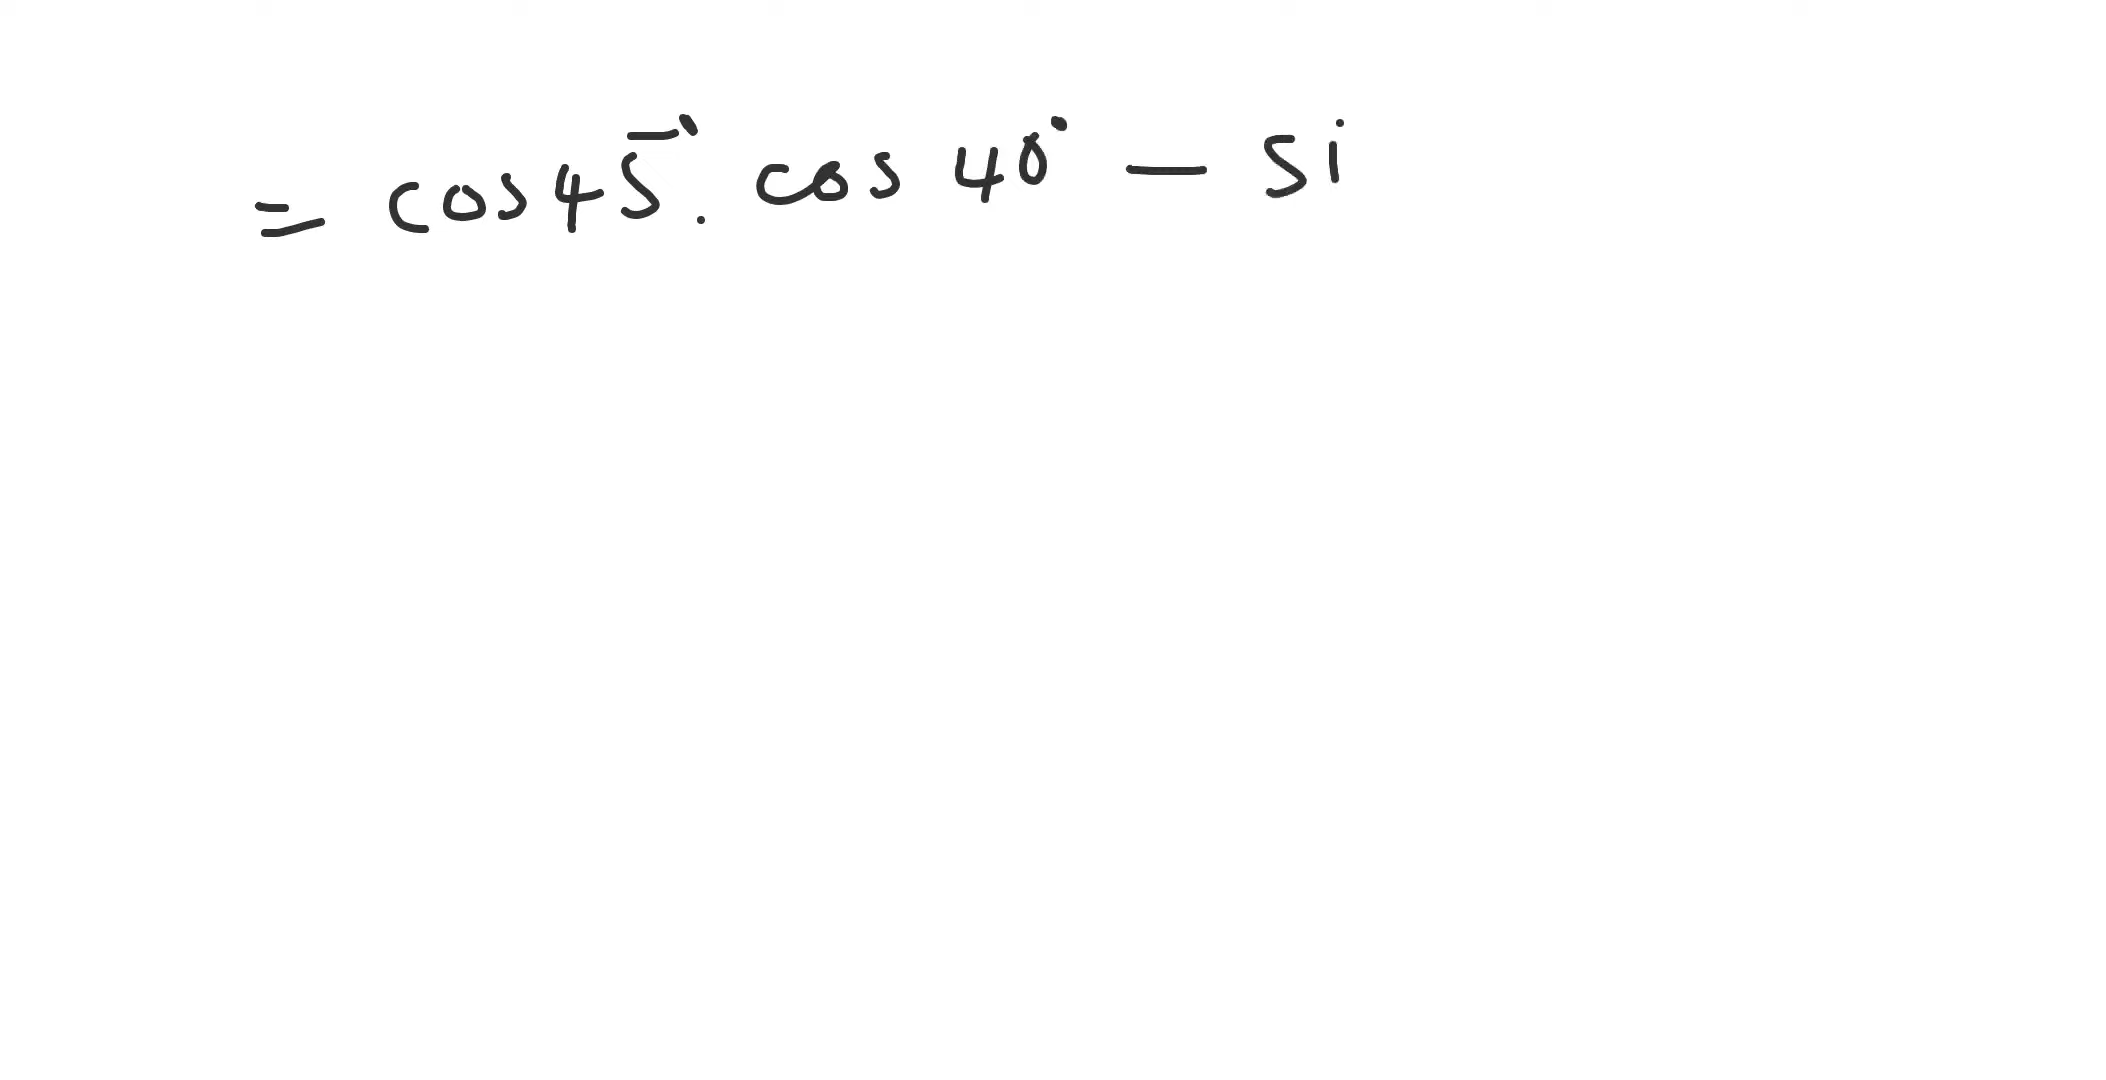 = cos 45°. cos 40° — si